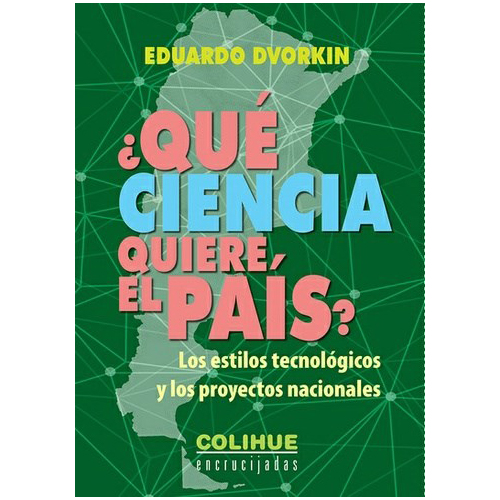 EDUARDO DVORKIN
¿QUÉ
CIENCIA
QUIERE
EL PAÍS?
Los estilos tecnológicos
y los proyectos nacionales
COLIHUE
encrucijadas